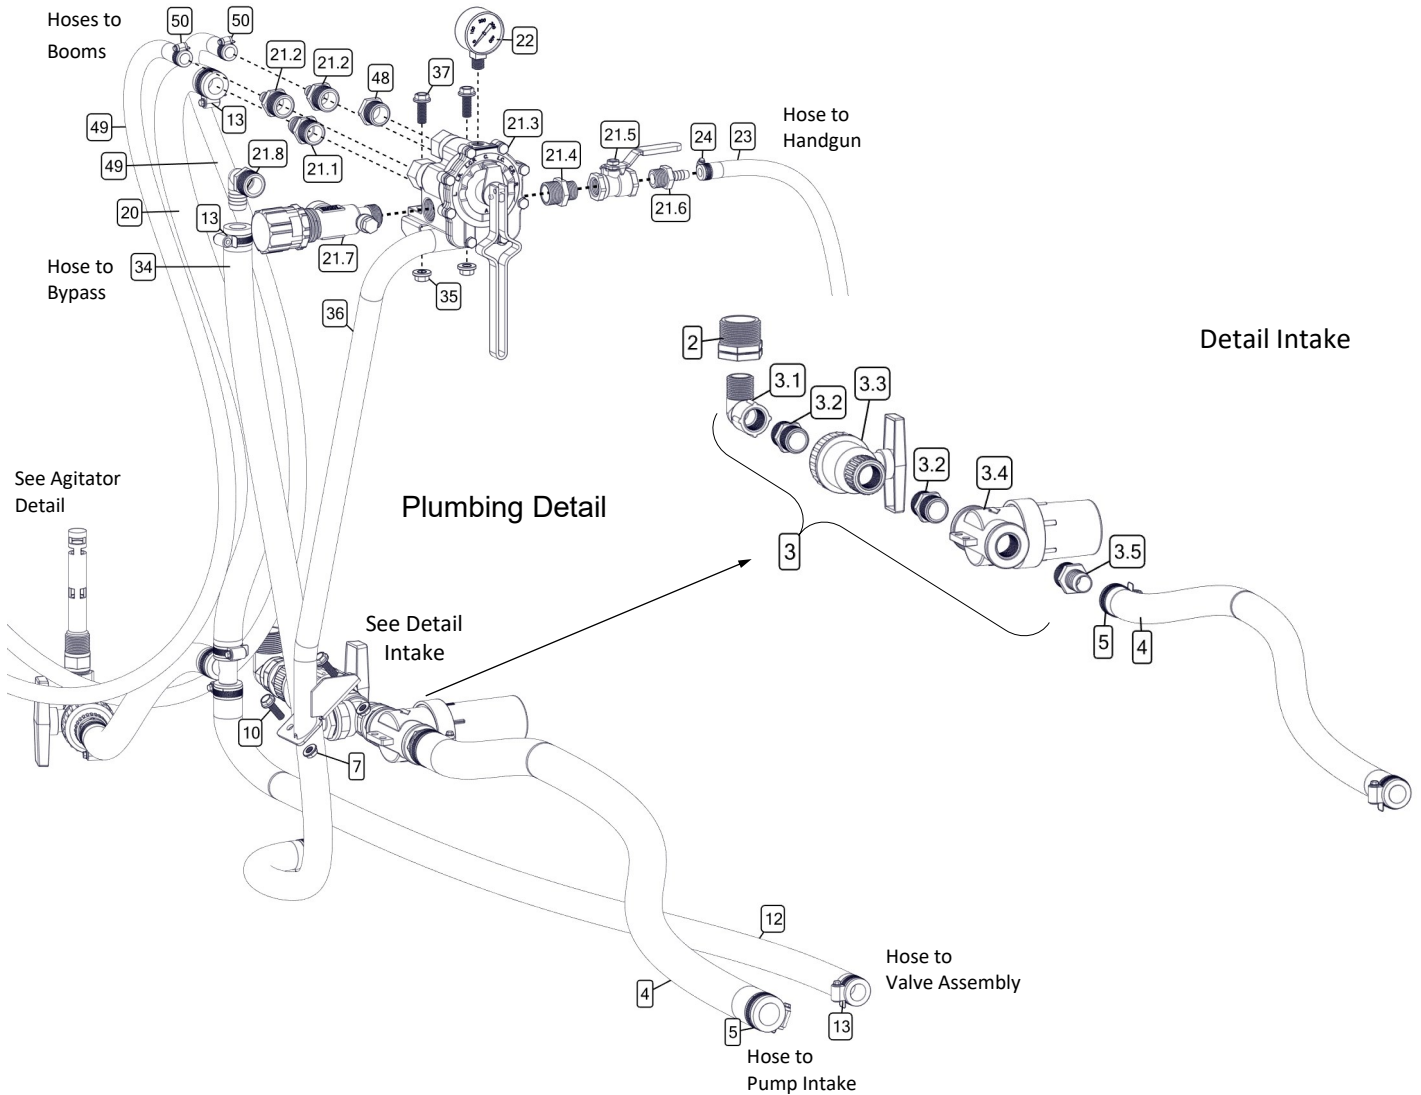 Hoses to
Booms
50
50
21.2
21.2
48
37
22
13
49
49
21.8
21.1
21.3
21.4
21.5
24
23
21.6
Hose to
Handgun
20
13
21.7
Hose to
Bypass
34
35
36
Detail Intake
2
3.1
3.2
3.3
3.2
3.4
3
3.5
5
4
See Agitator
Detail
Plumbing Detail
See Detail
Intake
10
7
12
Hose to
Valve Assembly
4
13
5
Hose to
Pump Intake